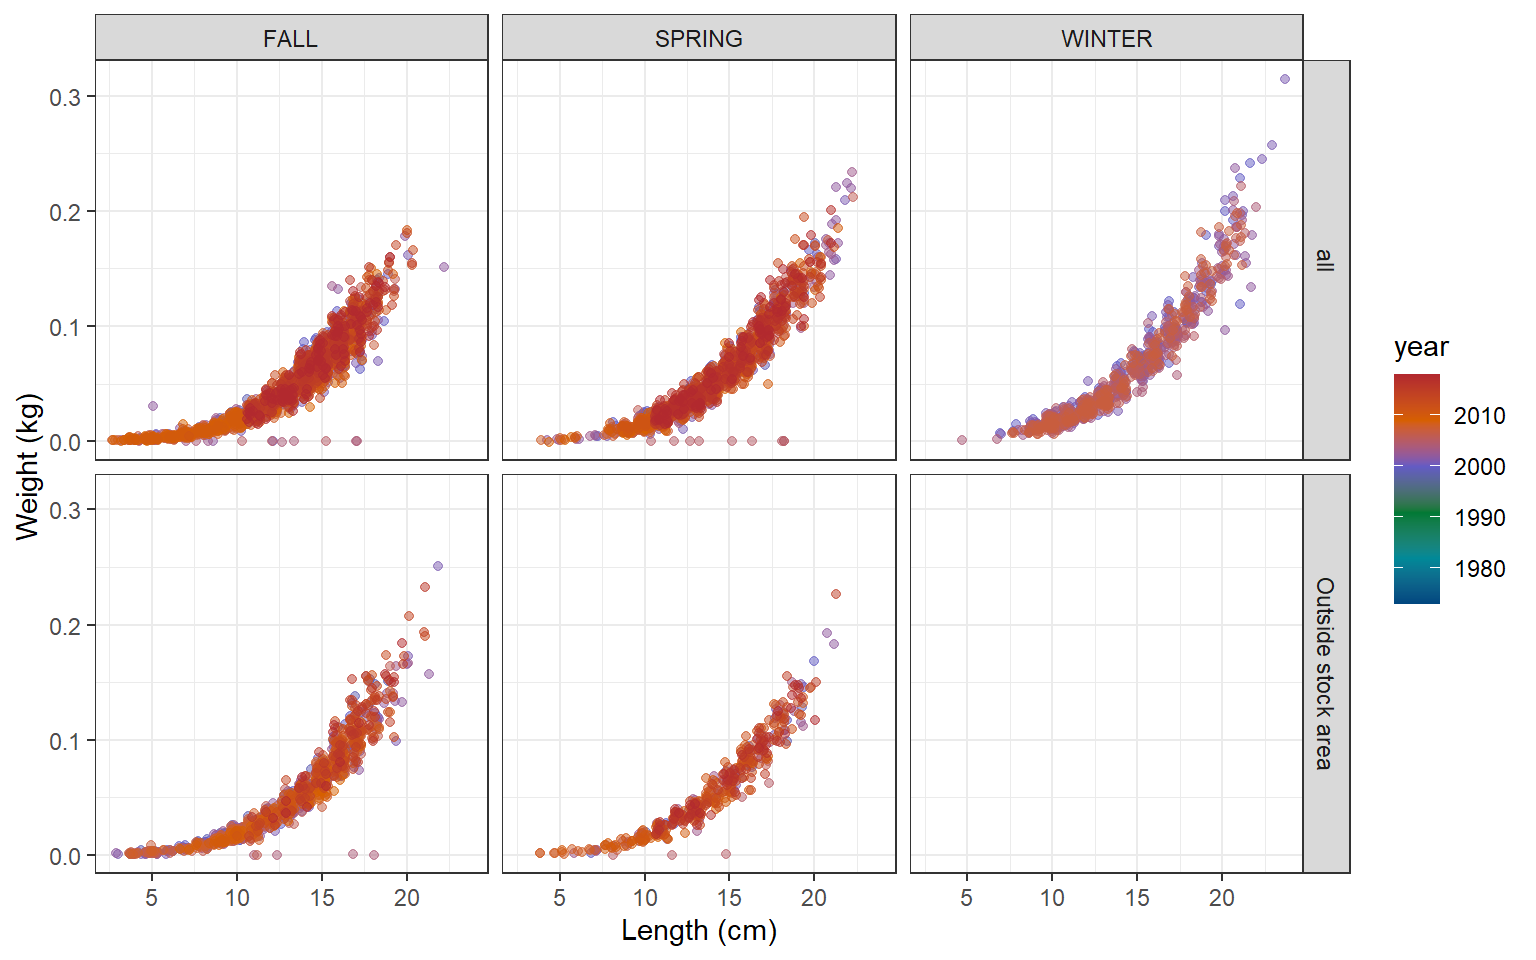 FALL SPRING WINTER
0.3
0.2
0.1
0.0
all
0.3
0.2
0.1
0.0
Outside stock area
Weight (kg)
5 10 15 20 5 10 15 20 5 10 15 20
Length (cm)
year
2010
2000
1990
1980